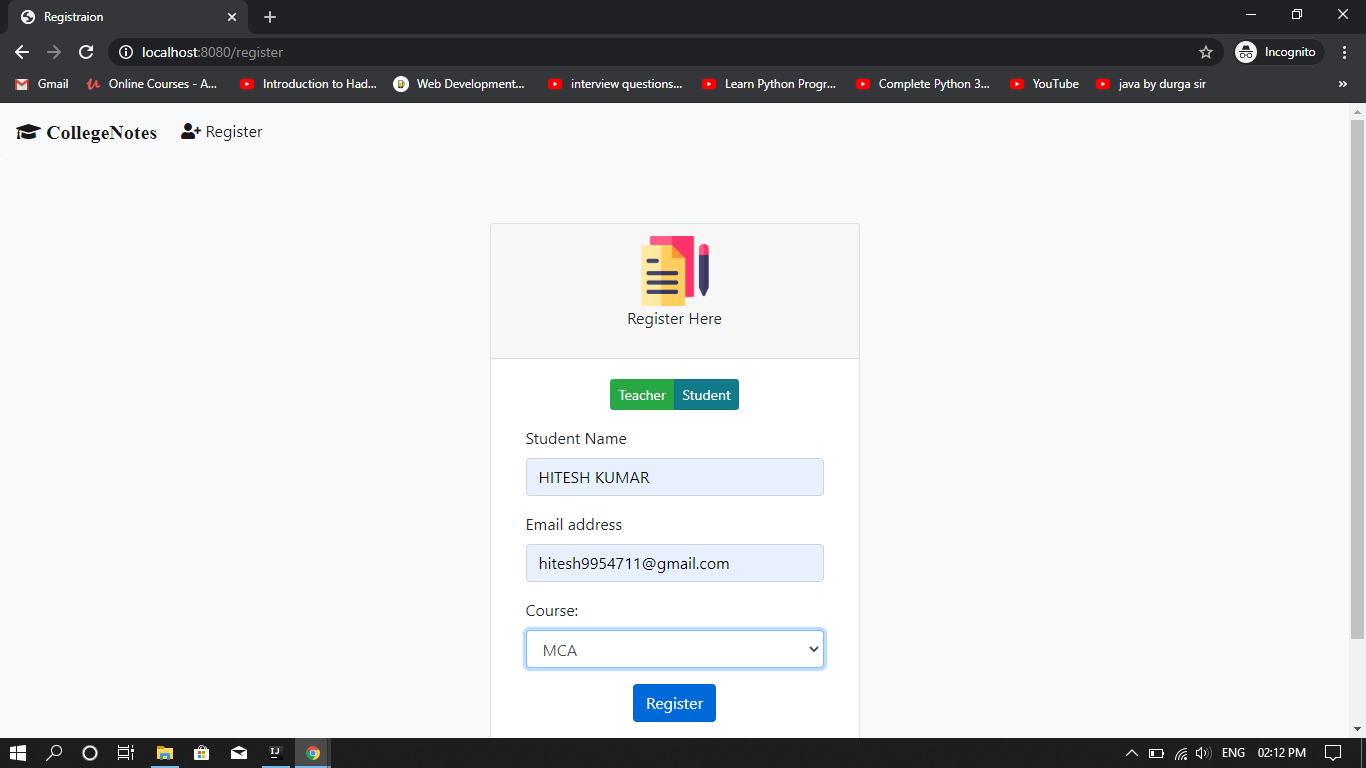 Registraion
localhost:8080/register
Incognito
Gmail Online Courses - A... Introduction to Had... Web Development... interview questions... Learn Python Progr... Complete Python 3... YouTube java by durga sir »
CollegeNotes Register
Register Here
Teacher Student
Student Name
HITESH KUMAR
Email address
hitesh9954711@gmail.com
Course:
MCA
Register
IJ ENG 02:12 PM